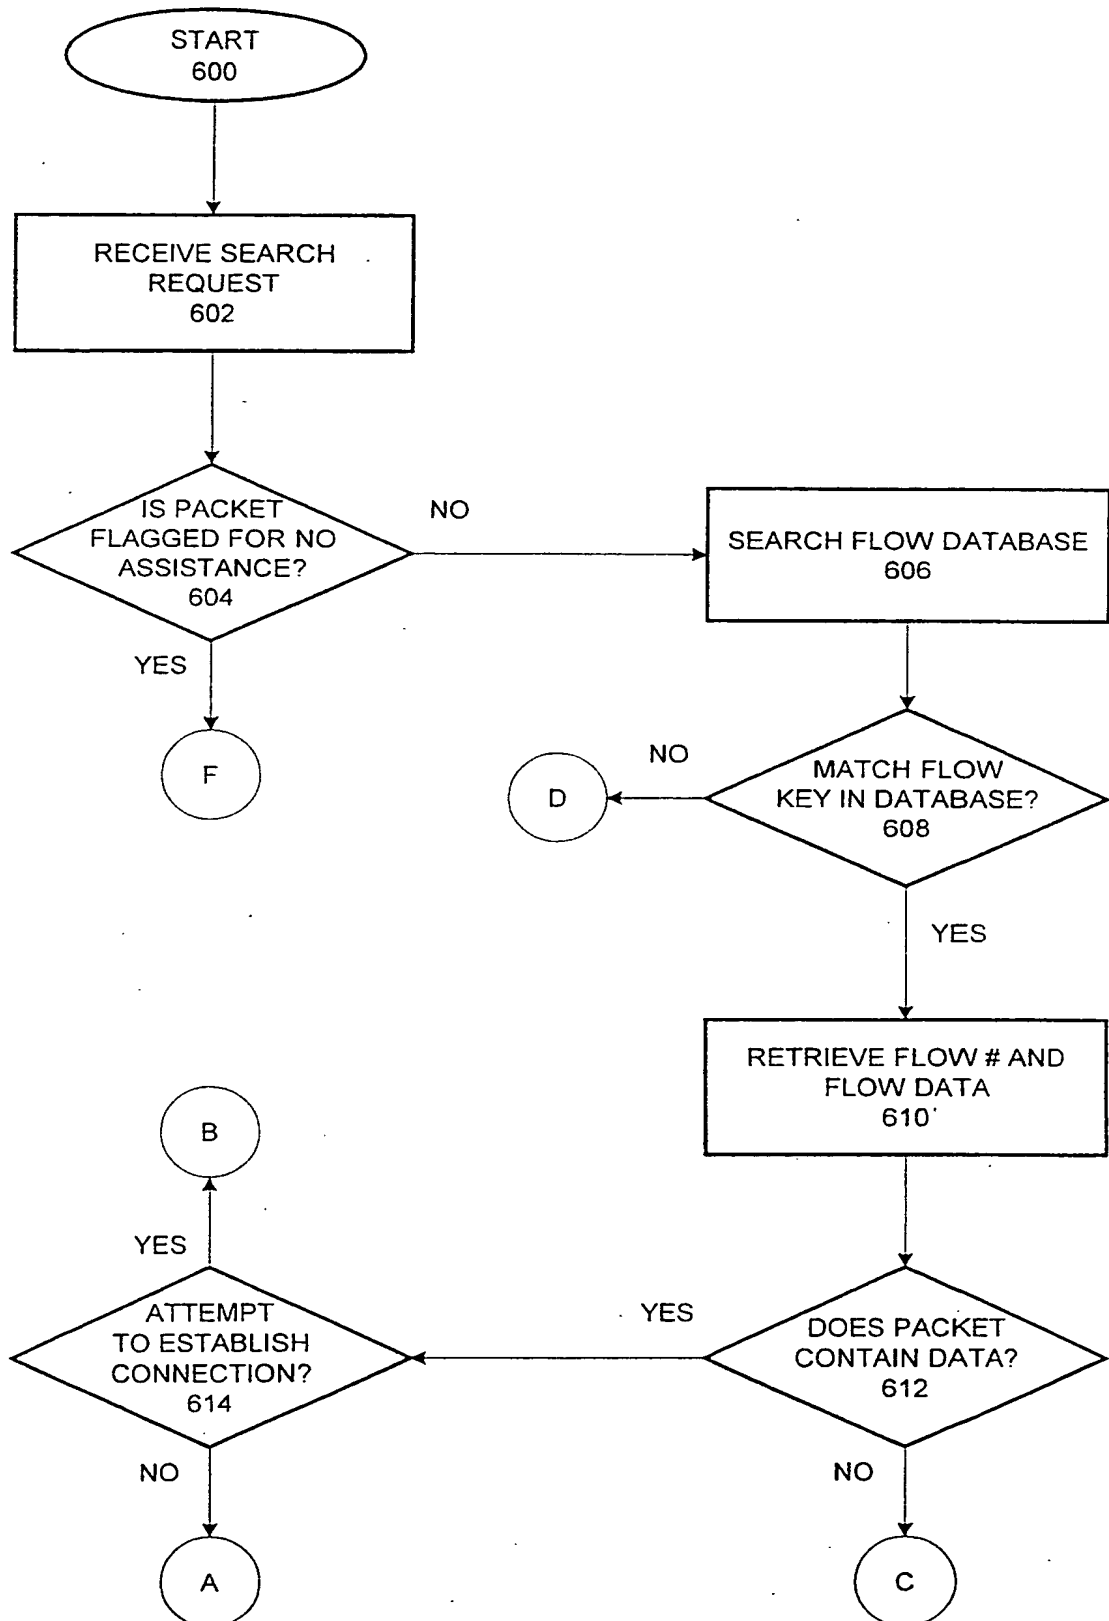 START
600
RECEIVE SEARCH
REQUEST
602
IS PACKET
FLAGGED FOR NO
ASSISTANCE?
604
NO
YES
F
SEARCH FLOW DATABASE
606
MATCH FLOW
KEY IN DATABASE?
608
NO
D
YES
RETRIEVE FLOW # AND
FLOW DATA
610
DOES PACKET
CONTAIN DATA?
612
YES
NO
C
ATTEMPT
TO ESTABLISH
CONNECTION?
614
YES
B
NO
A